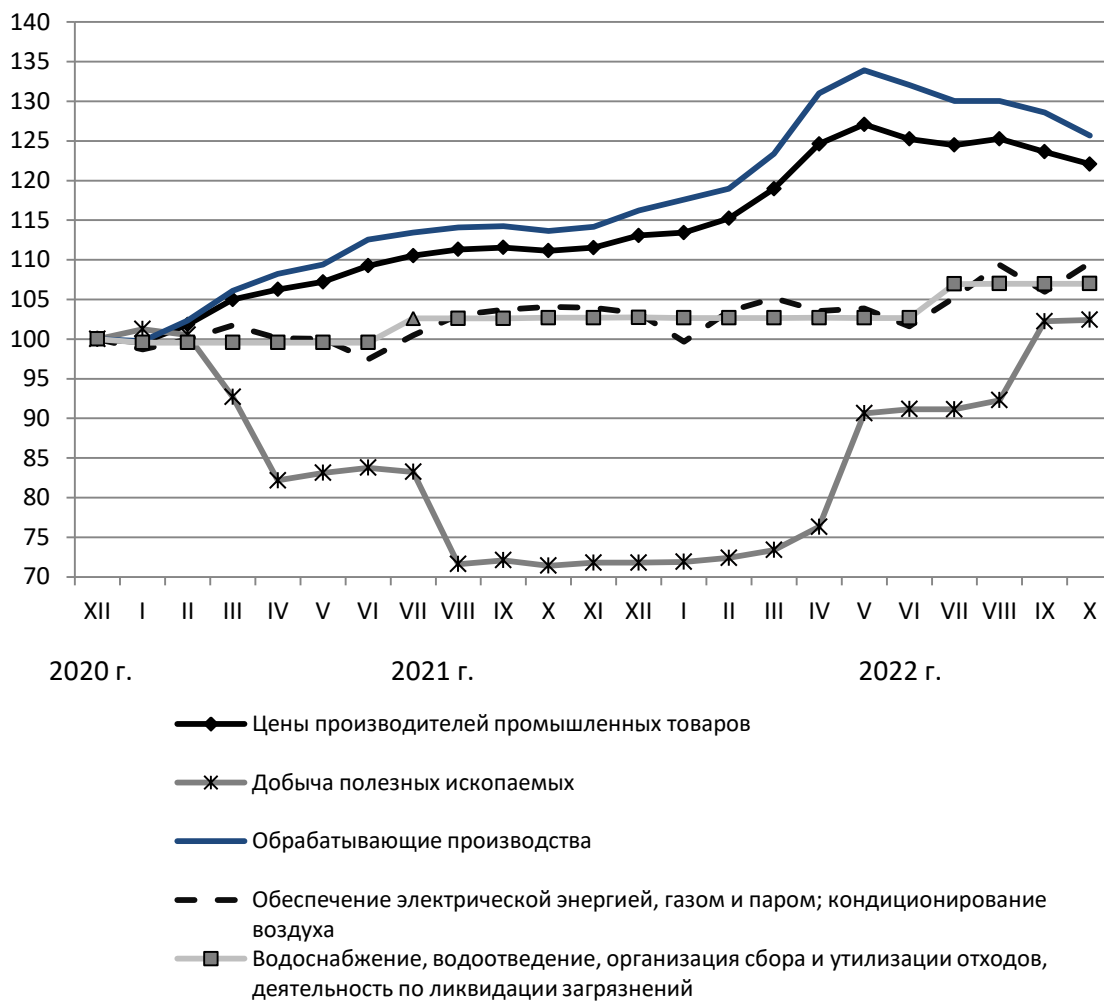 140
135
130
125
120
115
110
105
100
95
90
85
80
75
70
XII I II III IV V VI VII VIII IX X XI XII I II III IV V VI VII VIII IX X
2020 г. 2021 г. 2022 г.
Цены производителей промышленных товаров
Добыча полезных ископаемых
Обрабатывающие производства
Обеспечение электрической энергией, газом и паром; кондиционирование
воздуха
Водоснабжение, водоотведение, организация сбора и утилизации отходов,
деятельность по ликвидации загрязнений